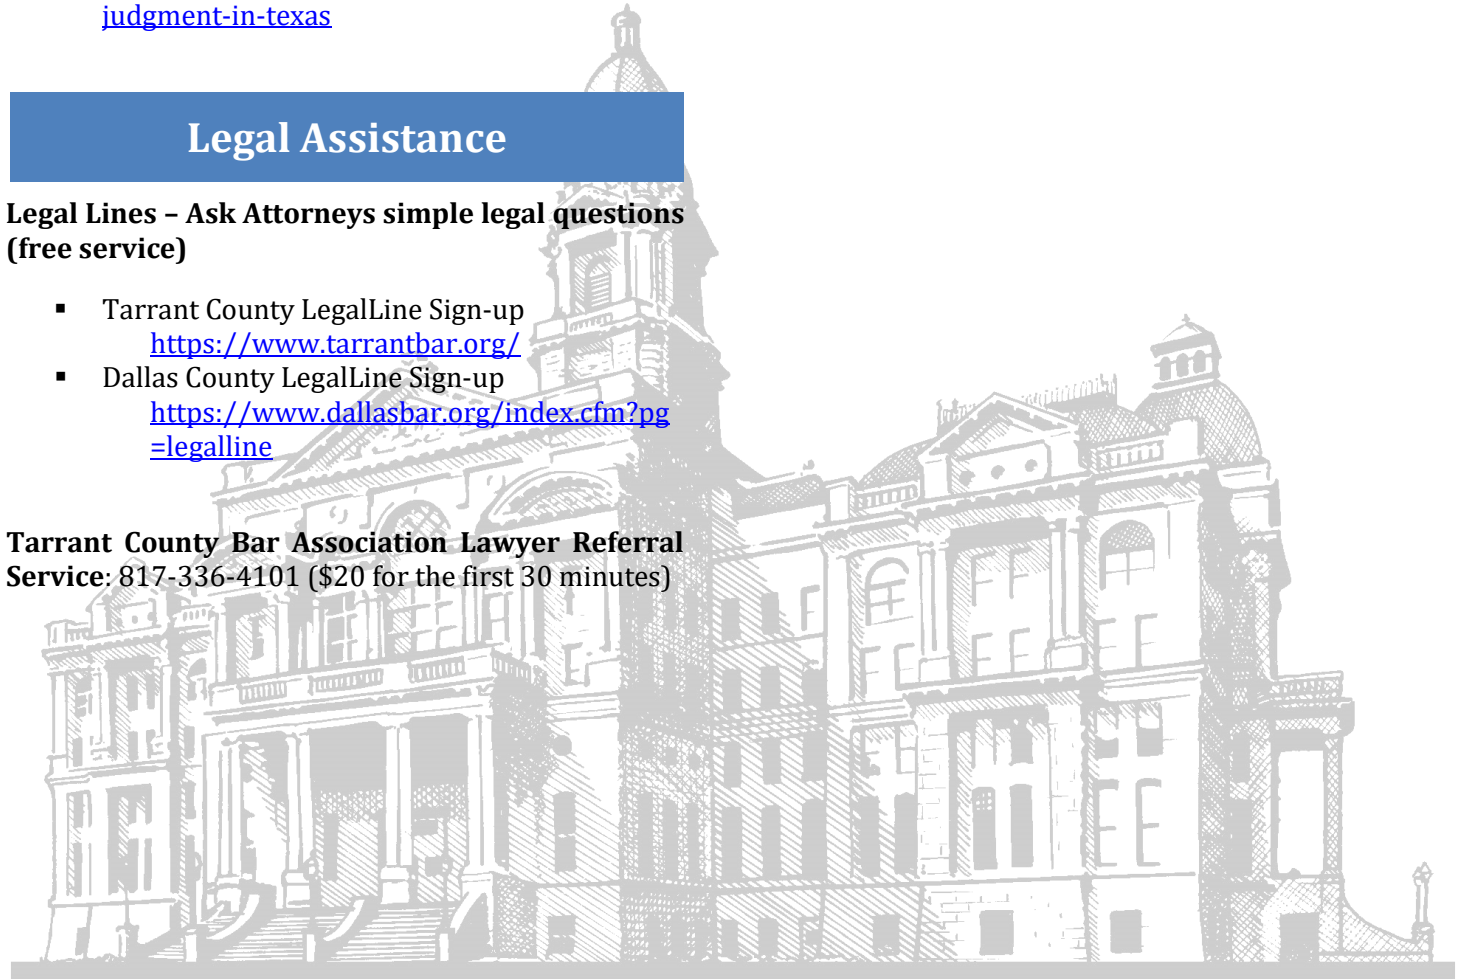 judgment-in-texas
Legal Assistance
Legal Lines – Ask Attorneys simple legal questions
(free service)
▪ Tarrant County LegalLine Sign-up
https://www.tarrantbar.org/
▪ Dallas County LegalLine Sign-up
https://www.dallasbar.org/index.cfm?pg
=legalline
Tarrant County Bar Association Lawyer Referral
Service: 817-336-4101 ($20 for the first 30 minutes)